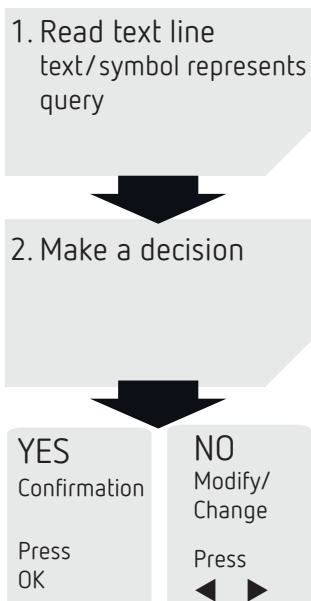 1. Read text line
text/symbol represents
query
2. Make a decision
YES
Confirmation
Press
OK
NO
Modify/
Change
Press
◀ ▶